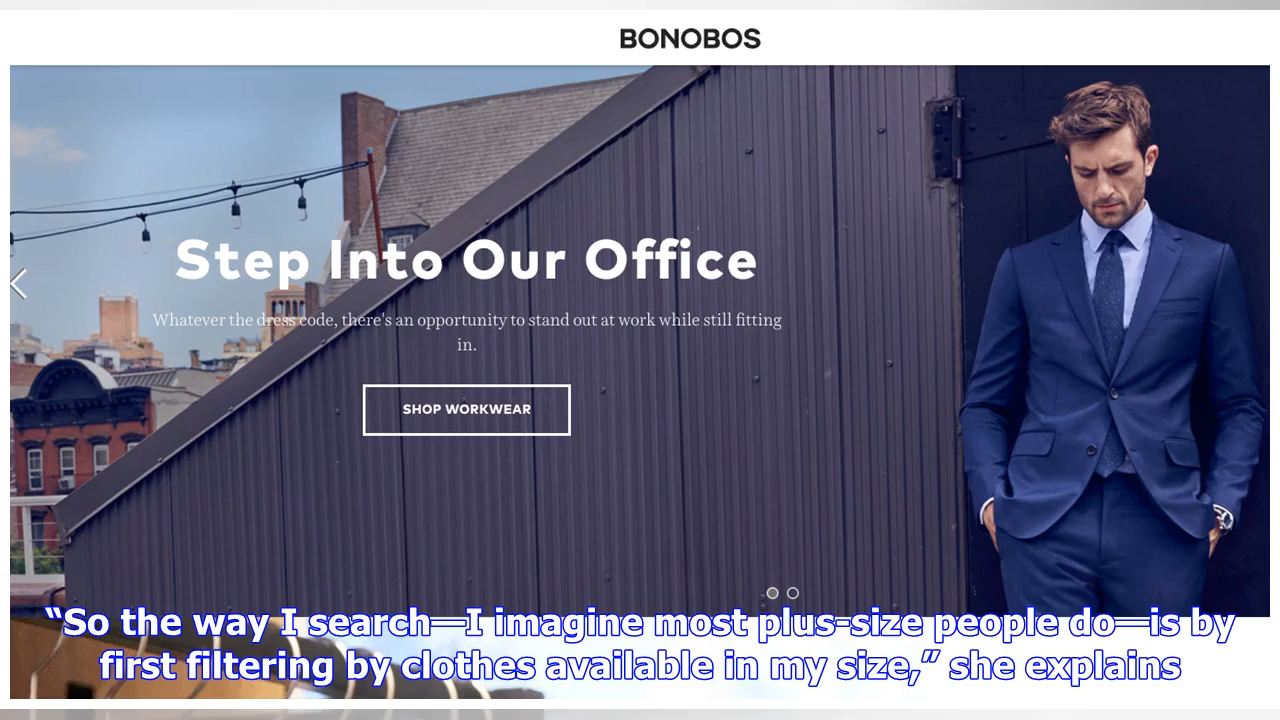 BONOBOS
Step Into Our Office
Whatever the dress code, there's an opportunity to stand out at work while still fitting
in.
SHOP WORKWEAR
“So the way I search—I imagine most plus-size people do—is by
first filtering by clothes available in my size,” she explains